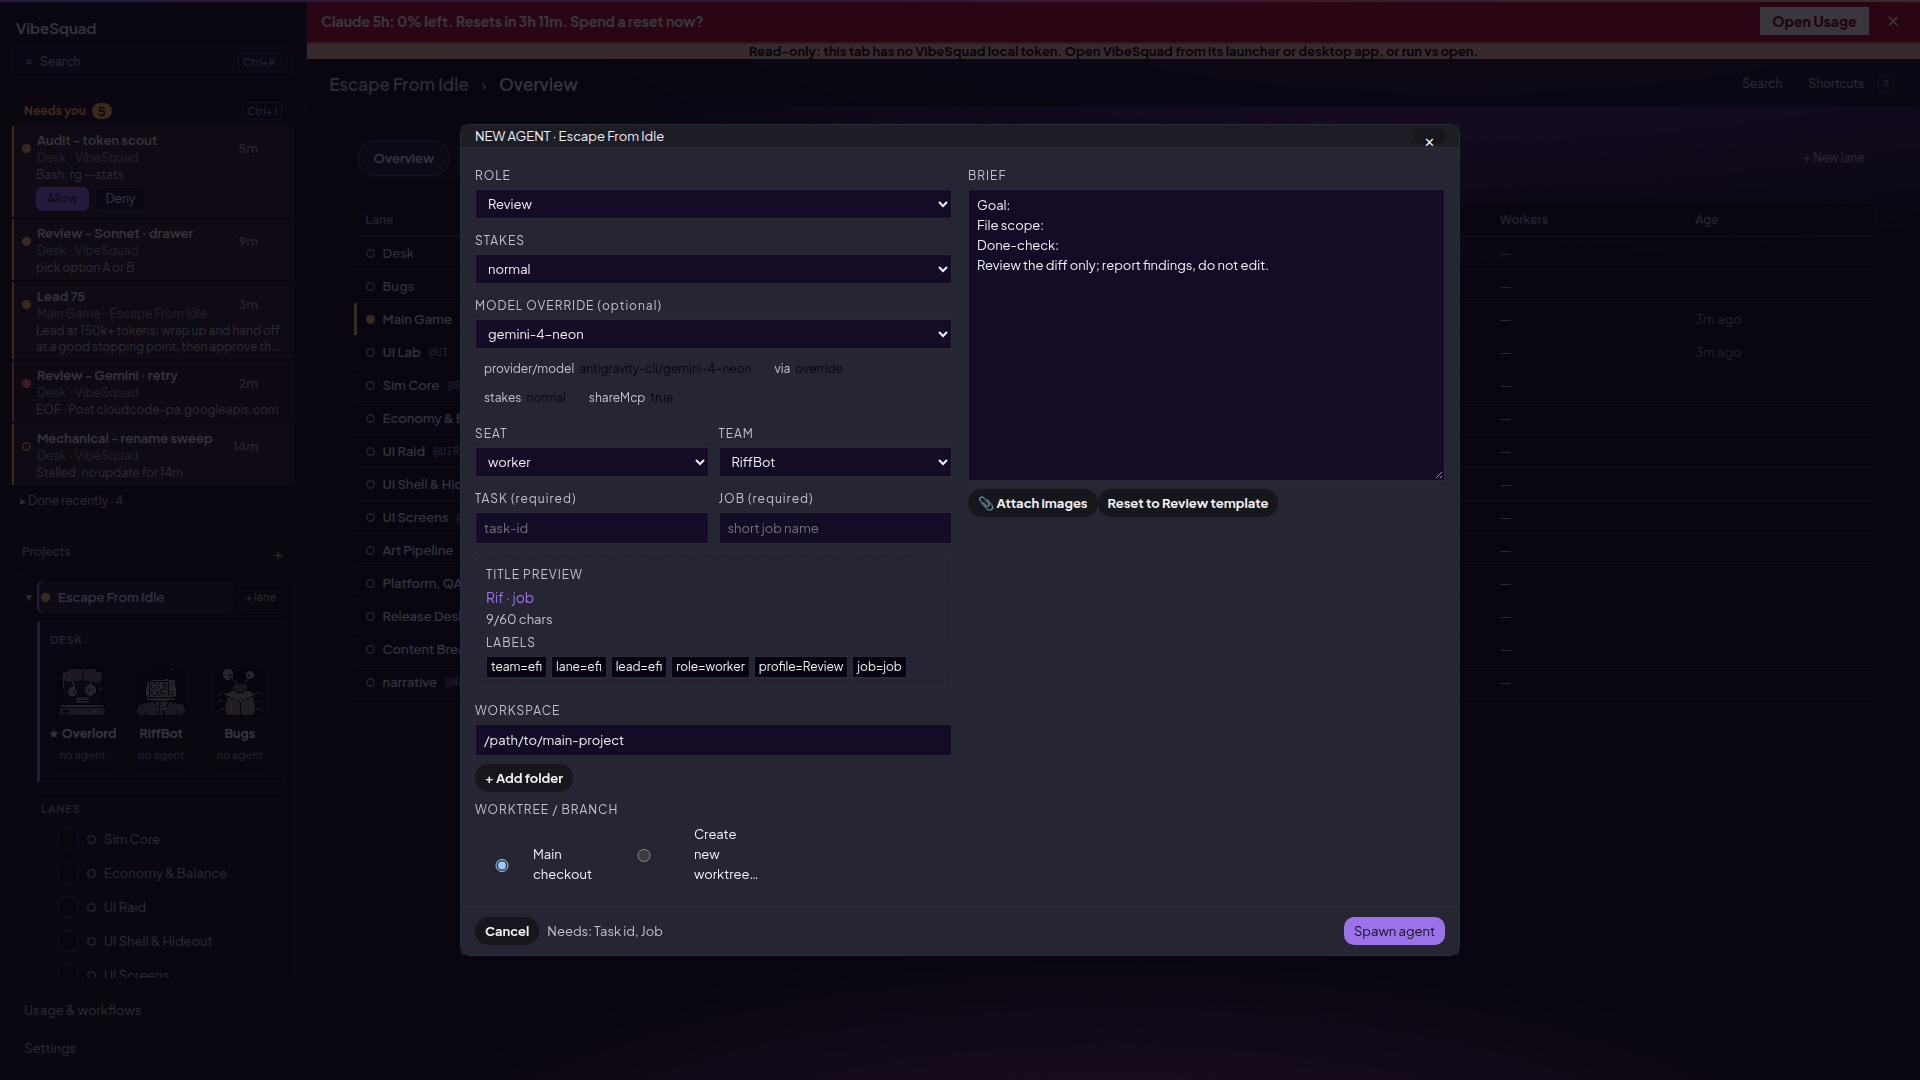 VibeSquad
Search
Ctrl+K
Needs you 5
Ctrl+J
Audit - token scout
5m
Desk · VibeSquad
Bash: rg --stats
Allow
Deny
Review - Sonnet · drawer
9m
Desk · VibeSquad
pick option A or B
Lead 75
3m
Main Game · Escape From Idle
Lead at 150k+ tokens: wrap up and hand off
at a good stopping point, then approve th…
Review - Gemini · retry
2m
Desk · VibeSquad
EOF · Post cloudcode-pa.googleapis.com
Mechanical - rename sweep
14m
Desk · VibeSquad
Stalled: no update for 14m
▸ Done recently · 4
Projects
+
▾ Escape From Idle
+ lane
DESK
★ Overlord
RiffBot
Bugs
no agent
no agent
no agent
LANES
Sim Core
Economy & Balance
UI Raid
UI Shell & Hideout
UI Screens
Usage & workflows
Settings
Claude 5h: 0% left. Resets in 3h 11m. Spend a reset now?
Open Usage
×
Read-only: this tab has no VibeSquad local token. Open VibeSquad from its launcher or desktop app, or run vs open.
Escape From Idle › Overview
Search
Shortcuts ?
Overview
+ New lane
Lane
Workers
Age
Desk
—
Bugs
—
Main Game
—
3m ago
UI Lab @UI
—
3m ago
Sim Core
—
Economy &
—
UI Raid @UIR
—
UI Shell & Hid
—
UI Screens
—
Art Pipeline
—
Platform, QA
—
Release Des
—
Content Brea
—
narrative
—
NEW AGENT · Escape From Idle
×
ROLE
Review
STAKES
normal
MODEL OVERRIDE (optional)
gemini-4-neon
provider/model antigravity-cli/gemini-4-neon via override
stakes normal shareMcp true
SEAT
TEAM
worker
RiffBot
TASK (required)
JOB (required)
task-id
short job name
TITLE PREVIEW
Rif · job
9/60 chars
LABELS
team=efi lane=efi lead=efi role=worker profile=Review job=job
WORKSPACE
/path/to/main-project
+ Add folder
WORKTREE / BRANCH
Main
checkout
Create
new
worktree…
BRIEF
Goal:
File scope:
Done-check:
Review the diff only; report findings, do not edit.
📎 Attach images
Reset to Review template
Cancel
Needs: Task id, Job
Spawn agent